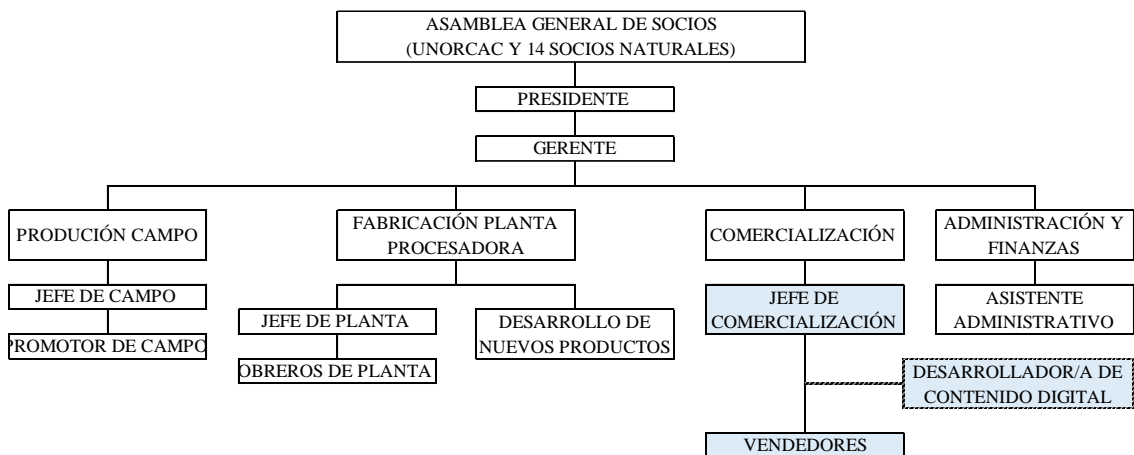 ASAMBLEA GENERAL DE SOCIOS
(UNORCAC Y 14 SOCIOS NATURALES)
PRESIDENTE
GERENTE
PRODUCIÓN CAMPO
FABRICACIÓN PLANTA
PROCESADORA
COMERCIALIZACIÓN
ADMINISTRACIÓN Y
FINANZAS
JEFE DE CAMPO
PROMOTOR DE CAMPO
JEFE DE PLANTA
OBREROS DE PLANTA
DESARROLLO DE
NUEVOS PRODUCTOS
JEFE DE
COMERCIALIZACIÓN
ASISTENTE
ADMINISTRATIVO
DESARROLLADOR/A DE
CONTENIDO DIGITAL
VENDEDORES